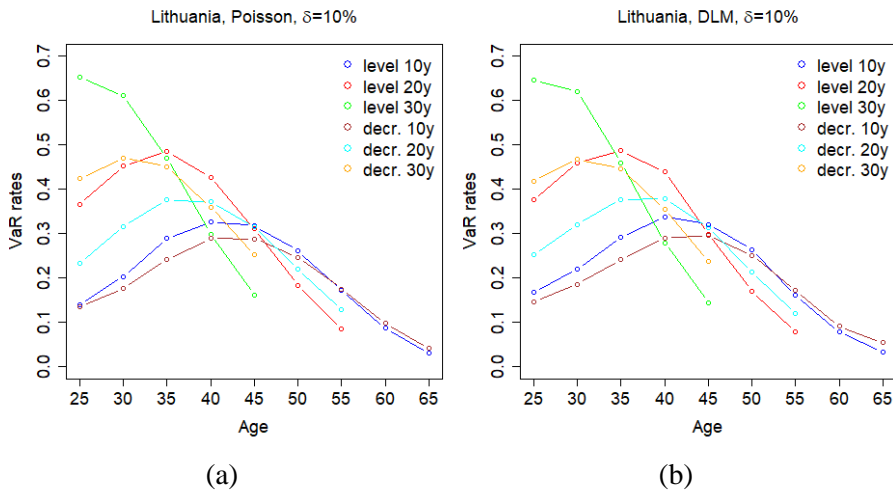 Lithuania, Poisson, δ=10%
VaR rates
0.0 0.1 0.2 0.3 0.4 0.5 0.6 0.7
level 10y
level 20y
level 30y
decr. 10y
decr. 20y
decr. 30y
25 30 35 40 45 50 55 60 65
Age
(a)
Lithuania, DLM, δ=10%
VaR rates
0.0 0.1 0.2 0.3 0.4 0.5 0.6 0.7
level 10y
level 20y
level 30y
decr. 10y
decr. 20y
decr. 30y
25 30 35 40 45 50 55 60 65
Age
(b)